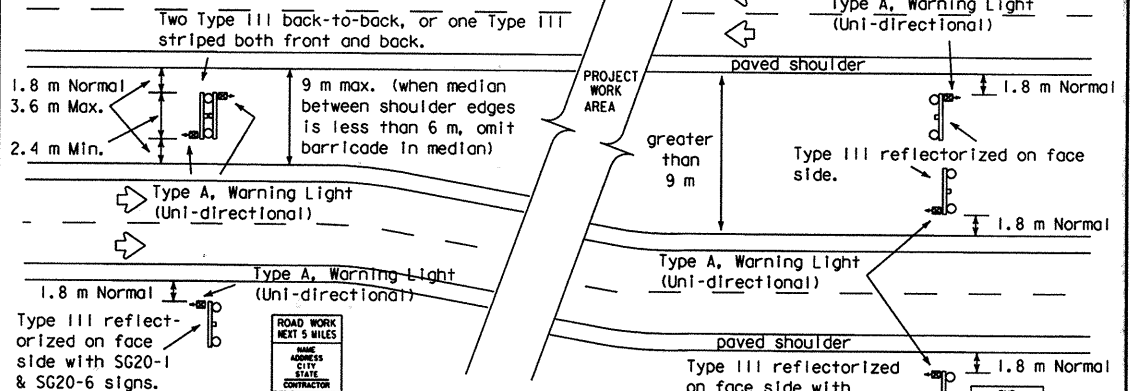 Two Type III back-to-back, or one Type III
striped both front and back.
1.8 m Normal
3.6 m Max.
2.4 m Min.
9 m max. (when median
between shoulder edges
is less than 6 m, omit
barricade in median)
Type A, Warning Light
(Uni-directional)
Type A, Warning Light
(Uni-directional)
1.8 m Normal
Type III reflect-
orized on face
side with SG20-1
& SG20-6 signs.
ROAD WORK
NEXT 5 MILES
NAME
ADDRESS
CITY
STATE
CONTRACTOR
PROJECT
WORK
AREA
Type A, Warning Light
(Uni-directional)
paved shoulder
1.8 m Normal
greater
than
9 m
Type III reflectorized on face
side.
1.8 m Normal
Type A, Warning Light
(Uni-directional)
paved shoulder
Type III reflectorized
on face side with
1.8 m Normal